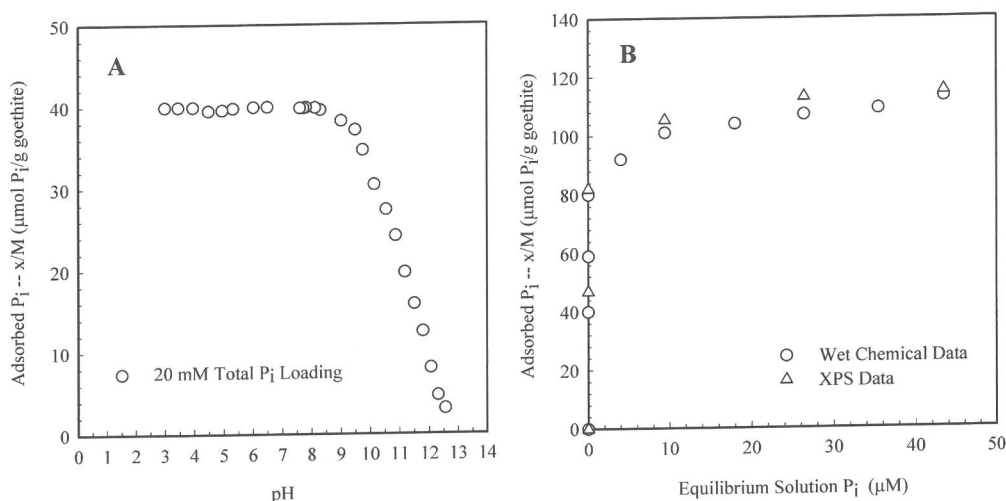 A
Adsorbed Pi -- x/M (μmol Pi/g goethite)
50
40
30
20
10
0
20 mM Total Pi Loading
0 1 2 3 4 5 6 7 8 9 10 11 12 13 14
pH
B
Adsorbed Pi -- x/M (μmol Pi/g goethite)
140
120
100
80
60
40
20
0
Wet Chemical Data
XPS Data
0 10 20 30 40 50
Equilibrium Solution Pi (μM)